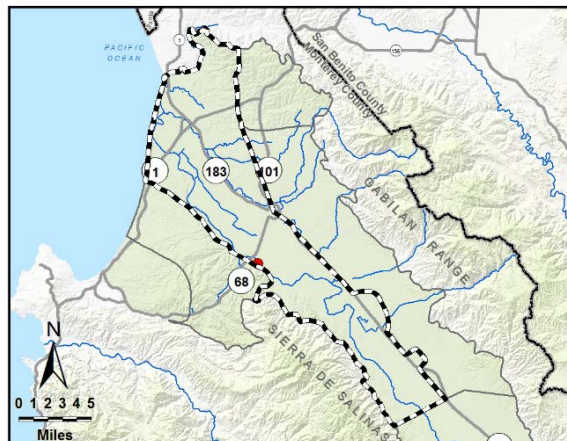 1
156
PACIFIC
OCEAN
San Benito County
Monterey County
1
183
101
GABILAN RANGE
68
SIERRA DE SALINAS
N
0 1 2 3 4 5
Miles